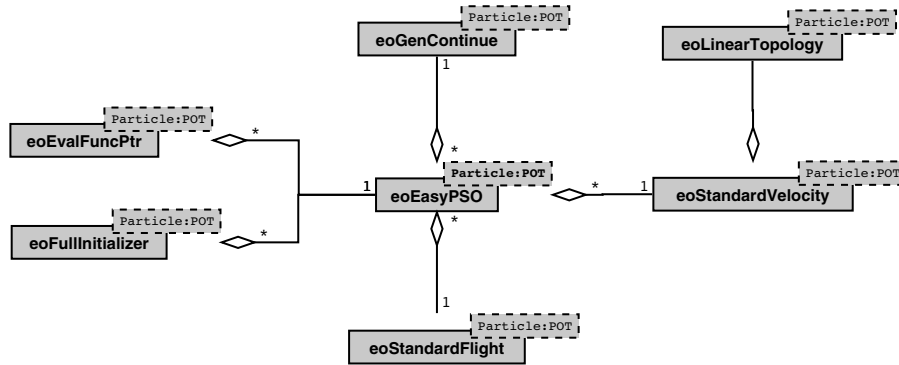 Particle:POT
eoGenContinue
1
*
Particle:POT
eoLinearTopology
Particle:POT
eoEvalFuncPtr
*
Particle:POT
eoFullInitializer
*
1
Particle:POT
eoEasyPSO
*
*
1
Particle:POT
eoStandardVelocity
1
Particle:POT
eoStandardFlight